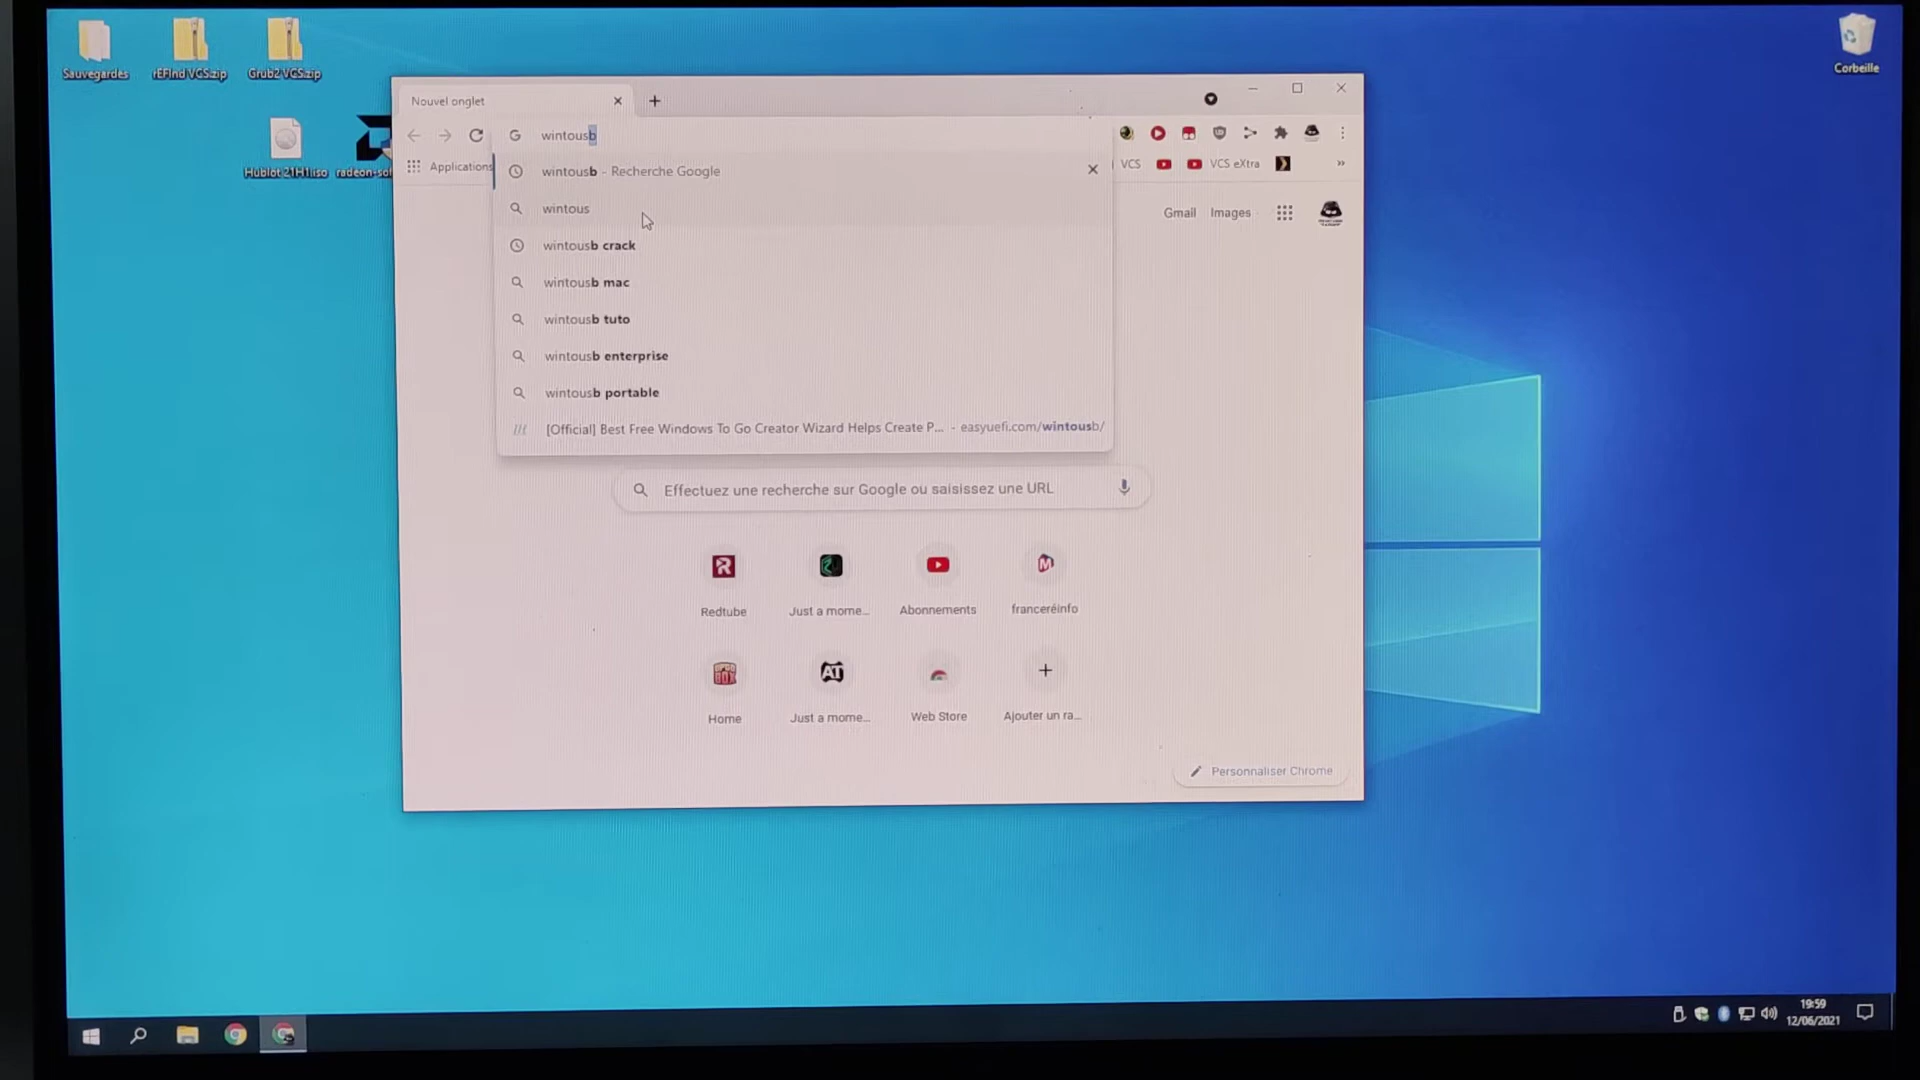 Sauvegardes
rEFInd VCS.zip
Grub2 VCS.zip
Corbeille
Hublot 21H1.iso
radeon-sof
Nouvel onglet
wintousb
Applications
VCS
VCS eXtra
wintousb - Recherche Google
wintous
wintousb crack
wintousb mac
wintousb tuto
wintousb enterprise
wintousb portable
[Official] Best Free Windows To Go Creator Wizard Helps Create P... - easyuefi.com/wintousb/
Gmail Images
Effectuez une recherche sur Google ou saisissez une URL
Redtube
Just a mome...
Abonnements
franceréinfo
Home
Just a mome...
Web Store
Ajouter un ra...
Personnaliser Chrome
19:59
12/06/2021